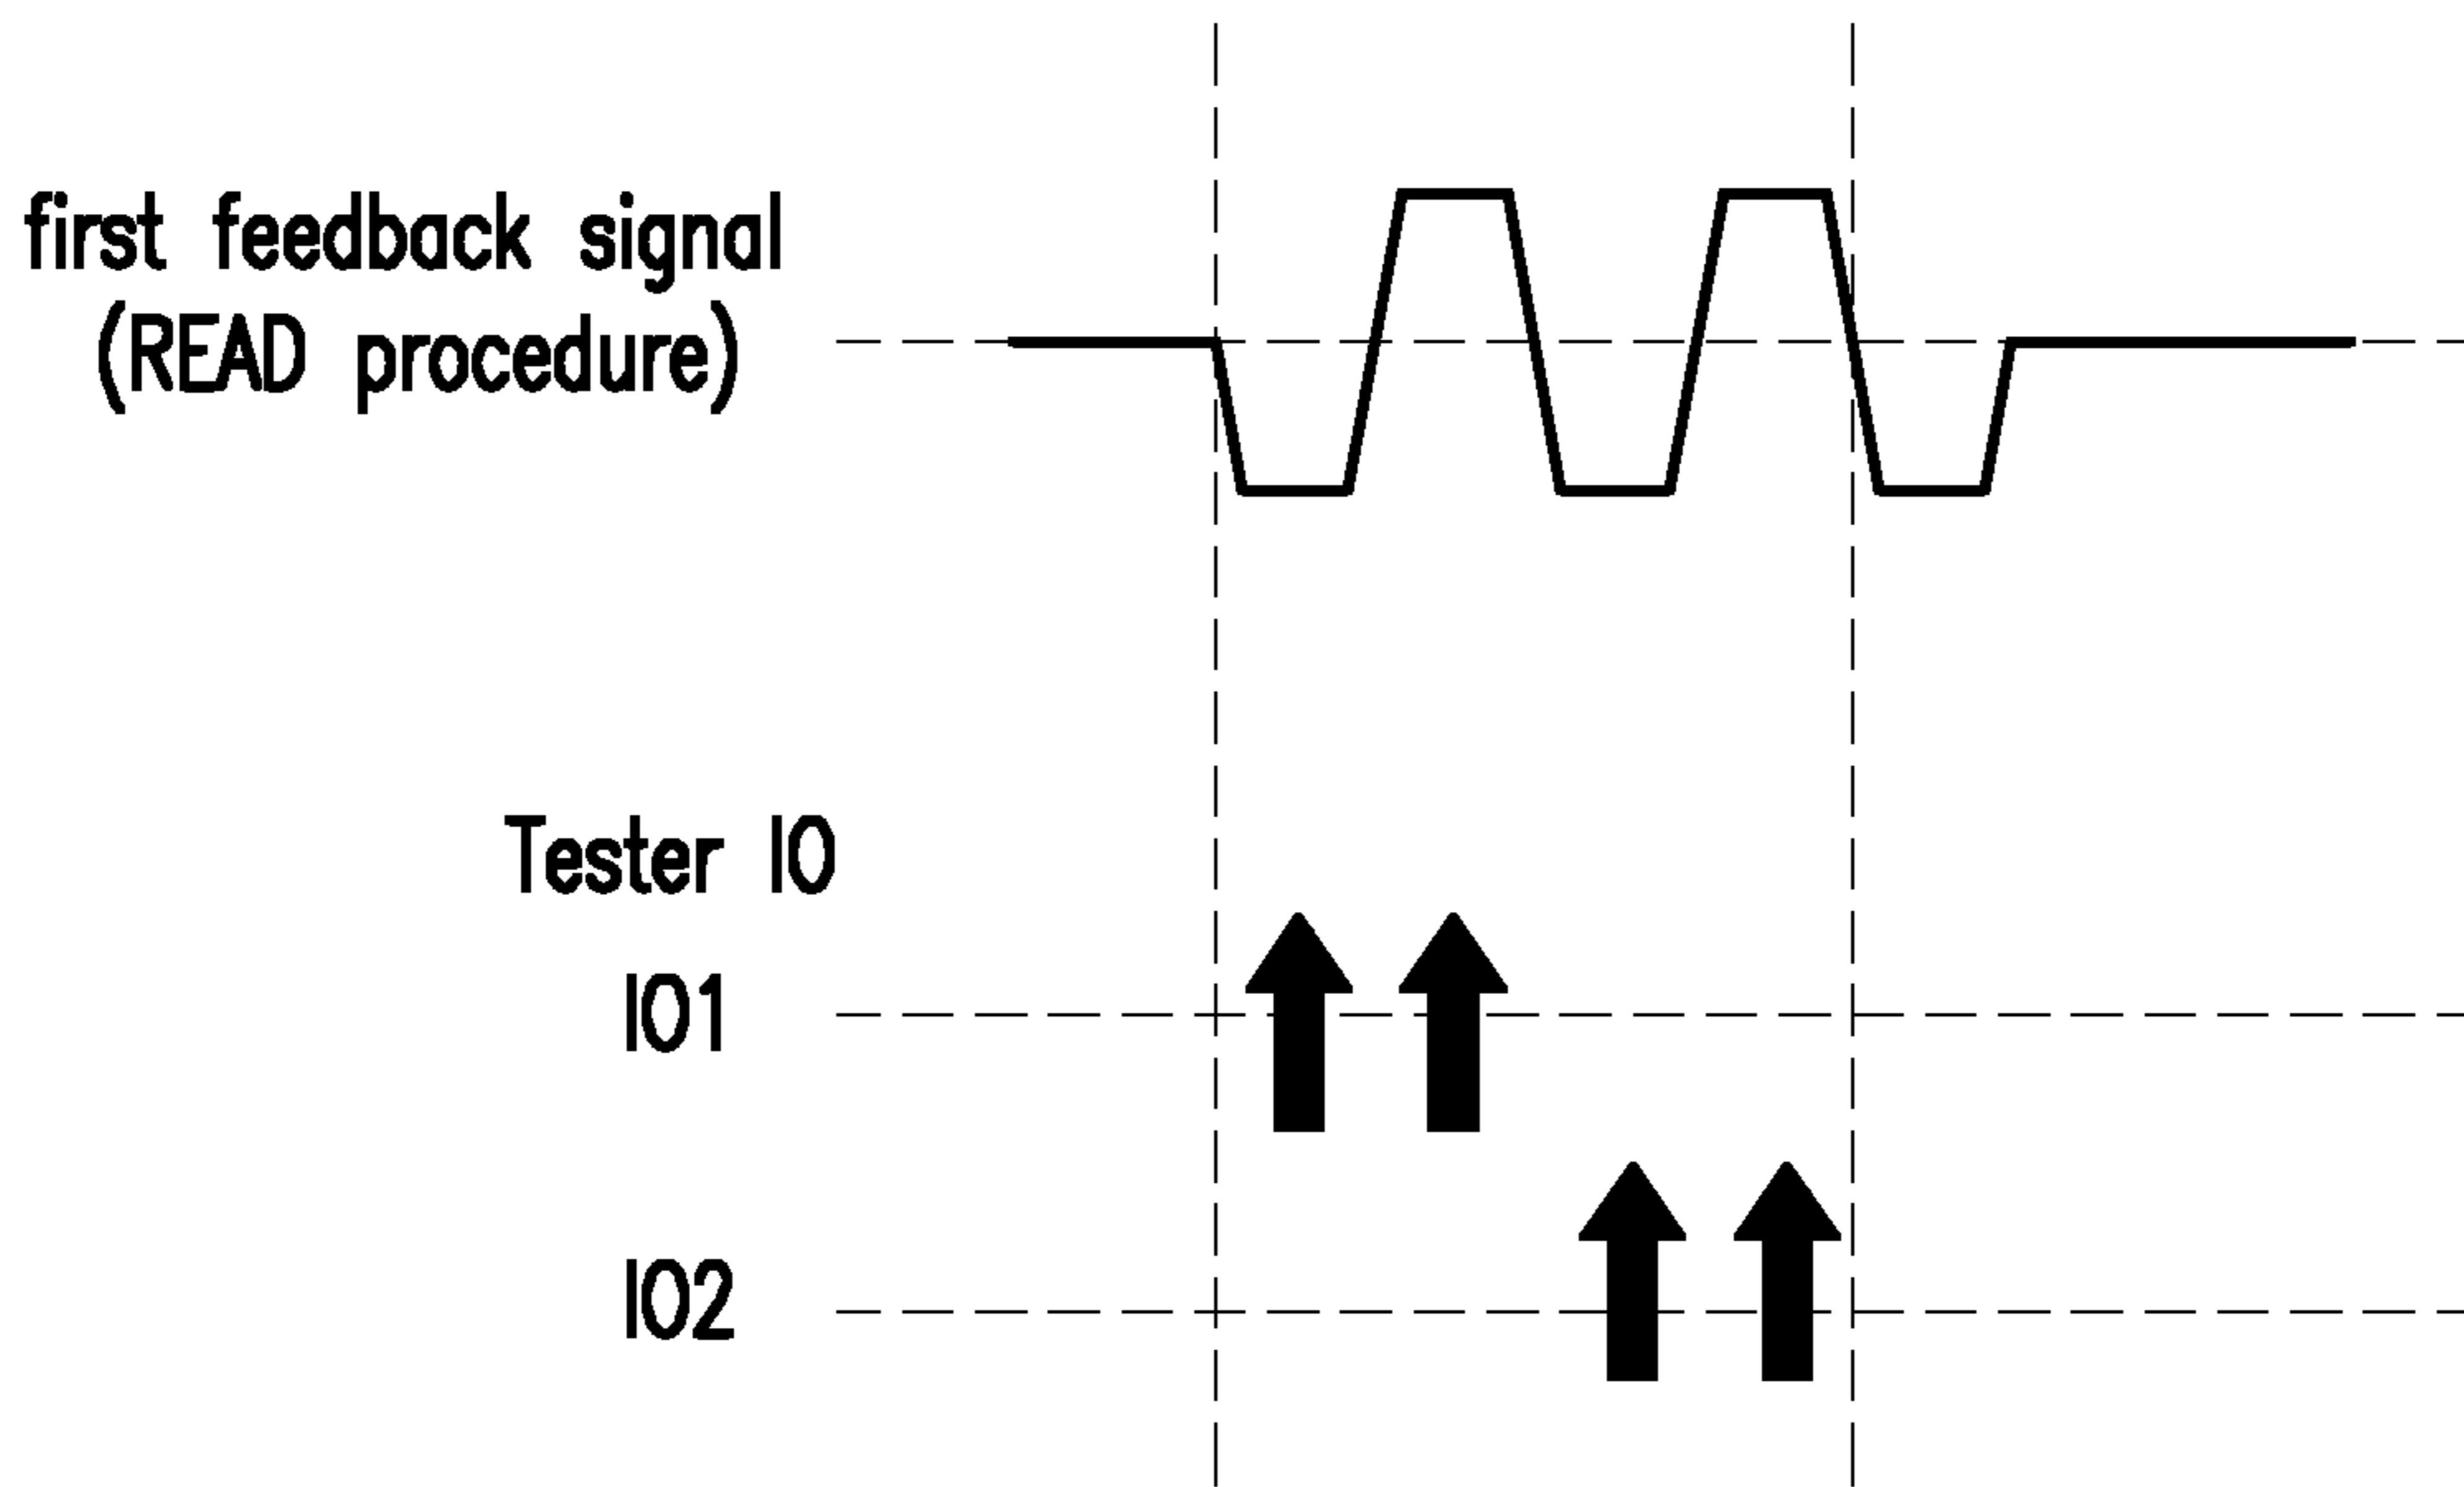 first feedback signal
(READ procedure)
Tester IO
IO1
IO2